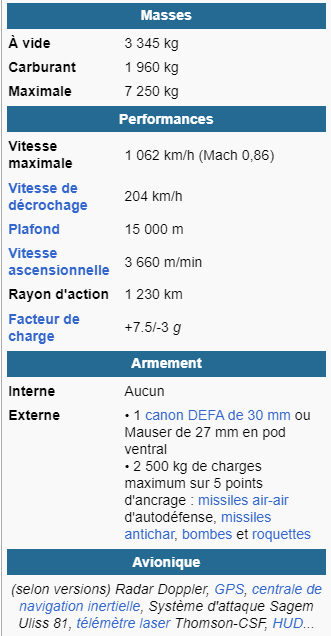 Masses
À vide 3 345 kg
Carburant 1 960 kg
Maximale 7 250 kg
Performances
Vitesse
maximale 1 062 km/h (Mach 0,86)
Vitesse de
décrochage 204 km/h
Plafond 15 000 m
Vitesse
ascensionnelle 3 660 m/min
Rayon d'action 1 230 km
Facteur de
charge +7.5/-3 g
Armement
Interne Aucun
Externe • 1 canon DEFA de 30 mm ou
Mauser de 27 mm en pod
ventral
• 2 500 kg de charges
maximum sur 5 points
d'ancrage : missiles air-air
d'autodéfense, missiles
antichar, bombes et roquettes
Avionique
(selon versions) Radar Doppler, GPS, centrale de
navigation inertielle, Système d'attaque Sagem
Uliss 81, télémètre laser Thomson-CSF, HUD...